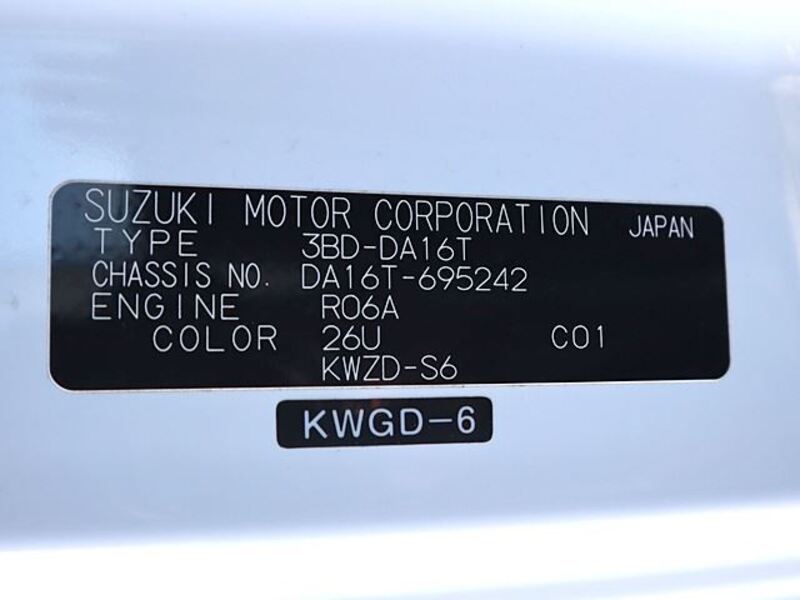 SUZUKI MOTOR CORPORATION JAPAN
TYPE 3BD-DA16T
CHASSIS NO. DA16T-695242
ENGINE R06A
COLOR 26U C01
KWZD-S6
KWGD-6